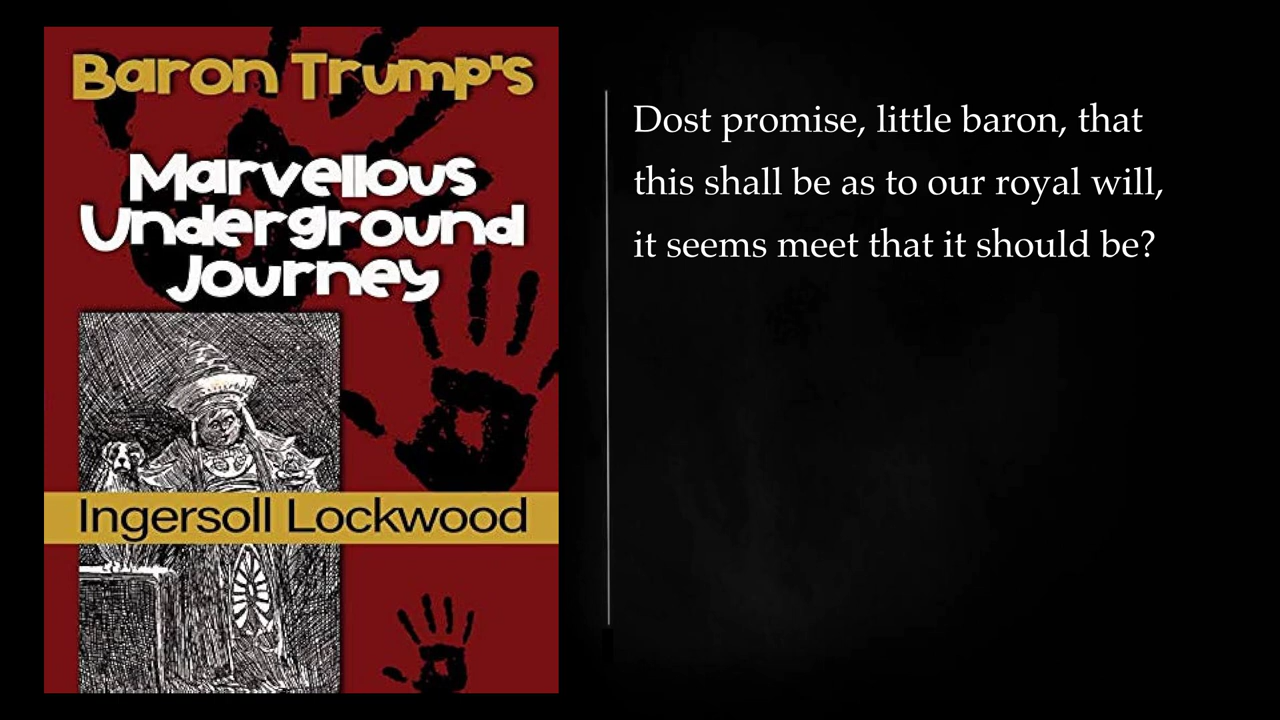 Baron Trump's
Marvellous
Underground
Journey
Ingersoll Lockwood
Dost promise, little baron, that
this shall be as to our royal will,
it seems meet that it should be?